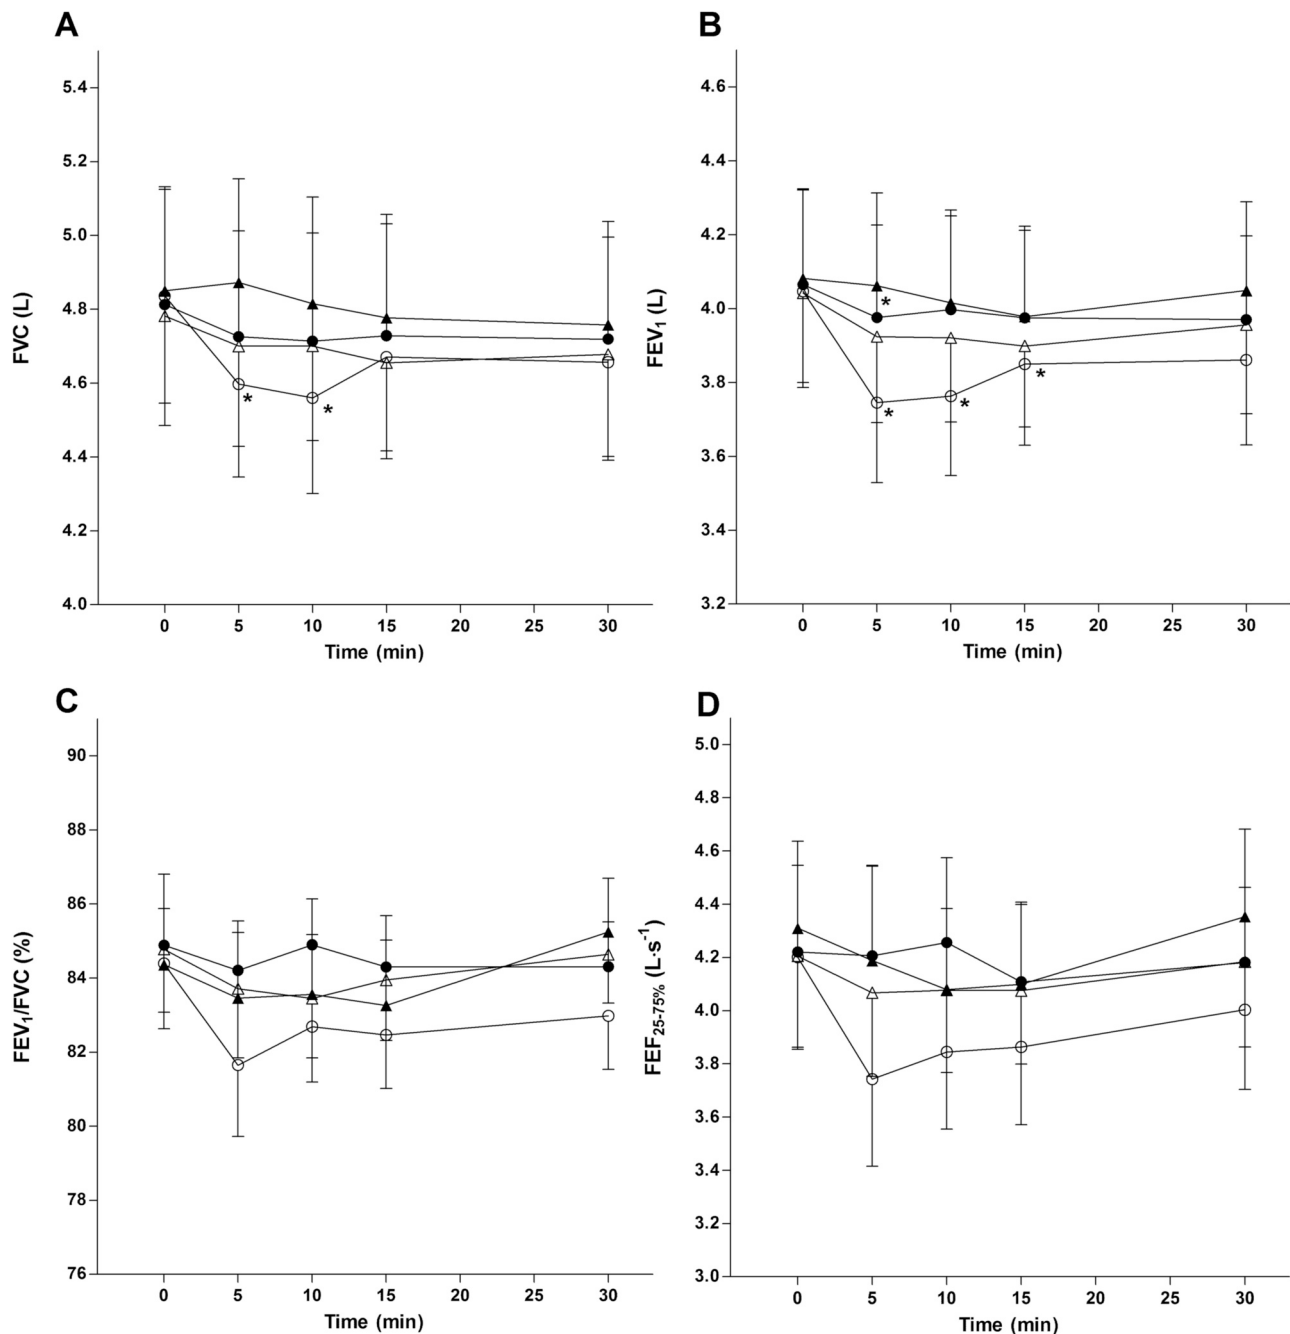 A
FVC (L)
5.4
5.2
5.0
4.8
4.6
4.4
4.2
4.0
*
*
0 5 10 15 20 25 30
Time (min)
B
FEV₁ (L)
4.6
4.4
4.2
4.0
3.8
3.6
3.4
3.2
*
*
*
*
0 5 10 15 20 25 30
Time (min)
C
FEV₁/FVC (%)
90
88
86
84
82
80
78
76
0 5 10 15 20 25 30
Time (min)
D
FEF₂₅₋₇₅% (L·s⁻¹)
5.0
4.8
4.6
4.4
4.2
4.0
3.8
3.6
3.4
3.2
3.0
0 5 10 15 20 25 30
Time (min)